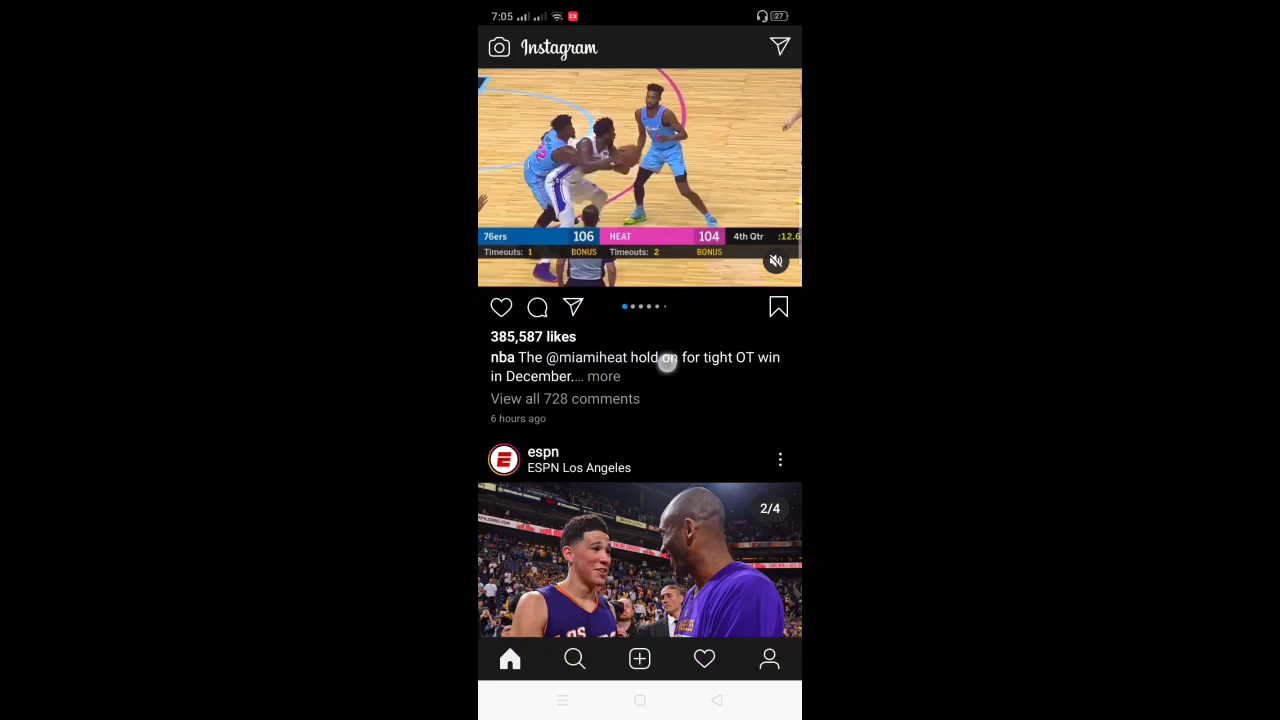 7:05 27
Instagram
76ers 106 HEAT 104 4th Qtr :12.6
Timeouts: 1 BONUS Timeouts: 2 BONUS
385,587 likes
nba The @miamiheat hold on for tight OT win
in December.... more
View all 728 comments
6 hours ago
espn
ESPN Los Angeles
2/4